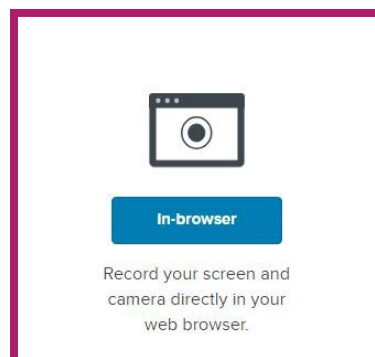 In-browser
Record your screen and
camera directly in your
web browser.